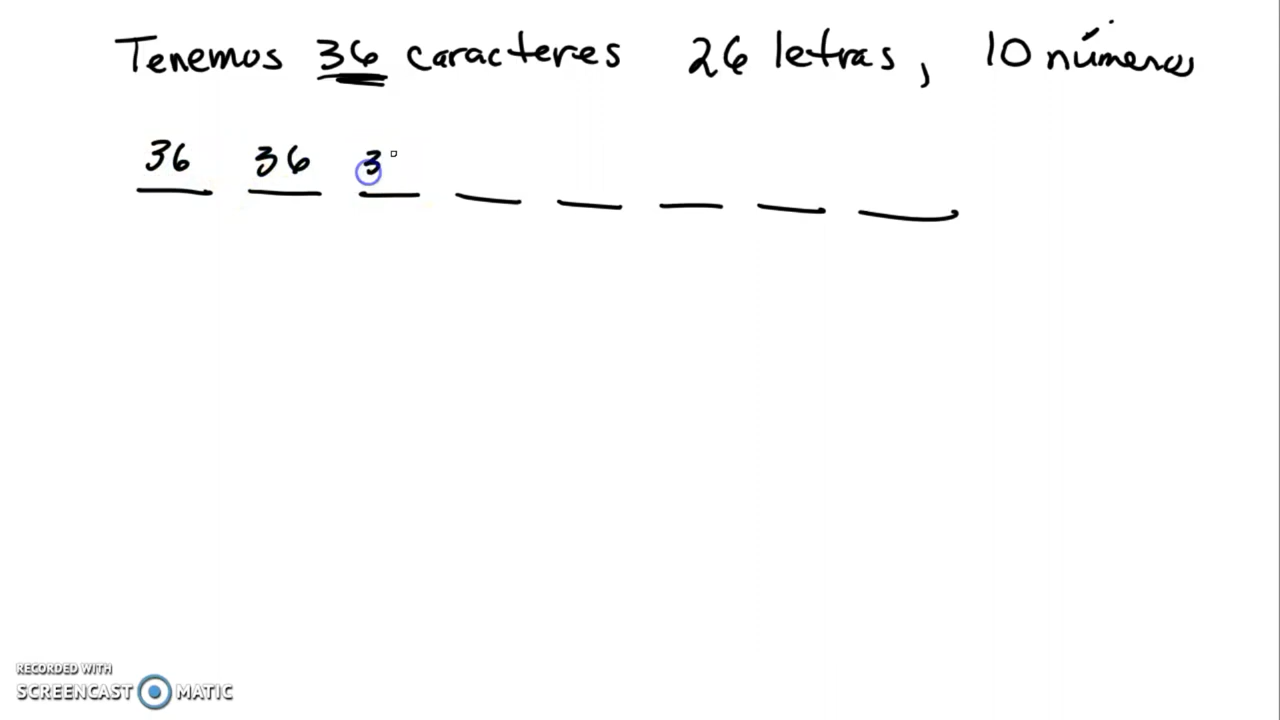 Tenemos 36 caracteres 26 letras, 10 números
36 36 3
RECORDED WITH
SCREENCAST MATIC